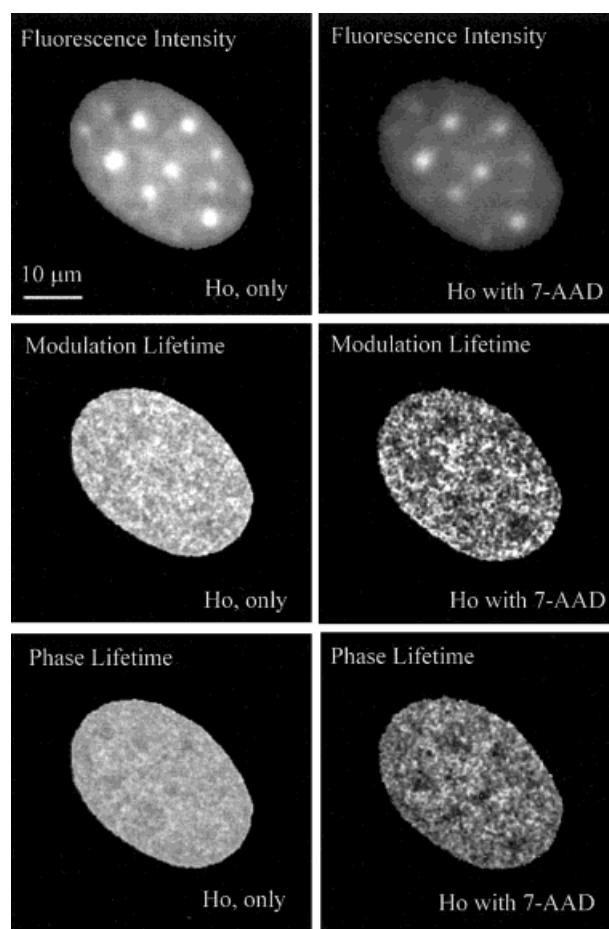 Fluorescence Intensity
10 μm
Ho, only
Fluorescence Intensity
Ho with 7-AAD
Modulation Lifetime
Ho, only
Modulation Lifetime
Ho with 7-AAD
Phase Lifetime
Ho, only
Phase Lifetime
Ho with 7-AAD